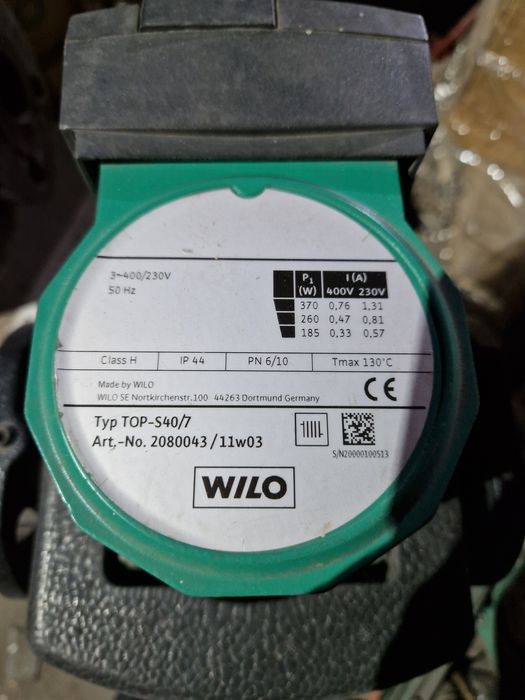 3~400/230V
50 Hz
P1 I (A)
(W) 400V 230V
370 0,76 1,31
260 0,47 0,81
185 0,33 0,57
Class H IP 44 PN 6/10 Tmax 130°C
Made by WILO
WILO SE Nortkirchenstr.100 44263 Dortmund Germany
CE
Typ TOP-S40/7
Art.-No. 2080043/11w03
S/N20000100513
WILO